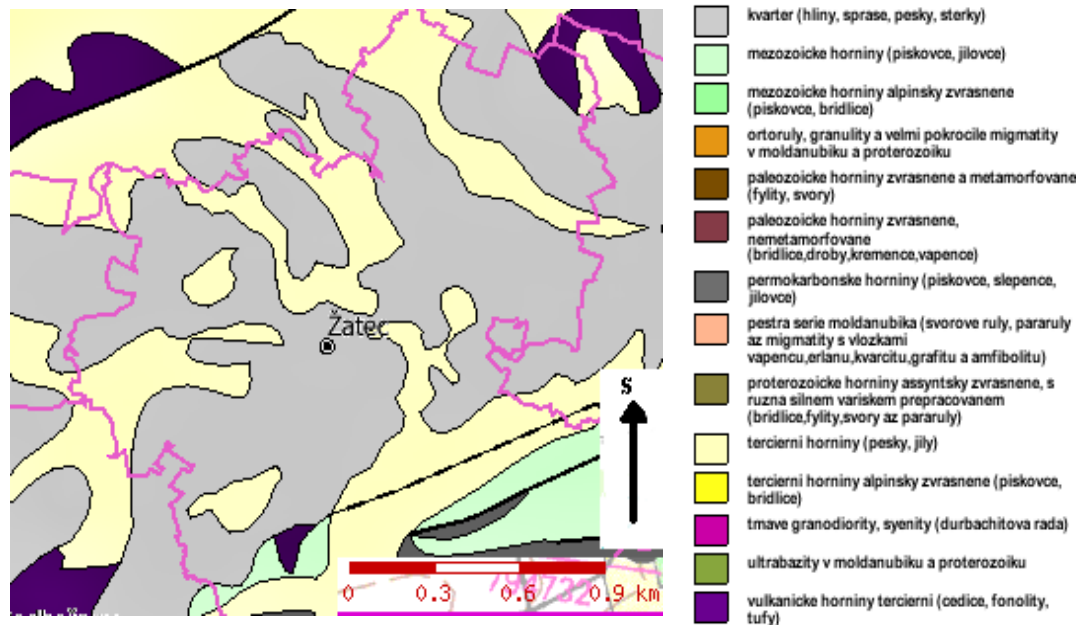 Žatec
S
0 0.3 0.6 0.9 km
kvarter (hliny, sprase, pesky, sterky)
mezozoicke horniny (piskovce, jilovce)
mezozoicke horniny alpinsky zvrasnene
(piskovce, bridlice)
ortoruly, granulity a velmi pokrocile migmatity
v moldanubiku a proterozoiku
paleozoicke horniny zvrasnene a metamorfovane
(fylity, svory)
paleozoicke horniny zvrasnene,
nemetamorfovane
(bridlice,droby,kremence,vapence)
permokarbonske horniny (piskovce, slepence,
jilovce)
pestra serie moldanubika (svorove ruly, pararuly
az migmatity s vlozkami
vapencu,erlanu,kvarcitu,grafitu a amfibolitu)
proterozoicke horniny assyntsky zvrasnene, s
ruzna silnem variskem prepracovanem
(bridlice,fylity,svory az pararuly)
tercierni horniny (pesky, jily)
tercierni horniny alpinsky zvrasnene (piskovce,
bridlice)
tmave granodiority, syenity (durbachitova rada)
ultrabazity v moldanubiku a proterozoiku
vulkanicke horniny tercierni (cedice, fonolity,
tufy)